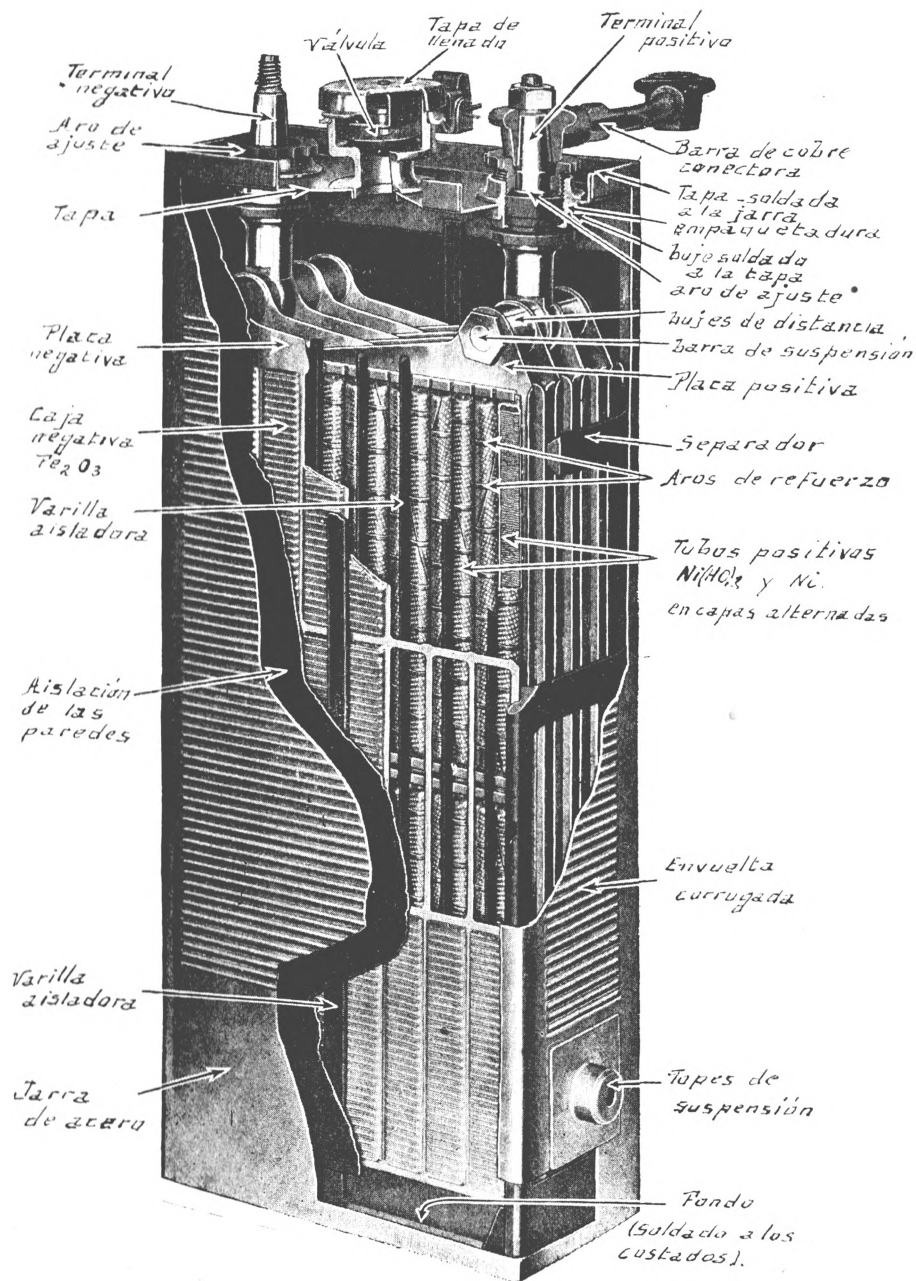 Válvula
Tapa de
llenado
Terminal
positivo
Terminal
negativo
Aro de
ajuste
Tapa
Barra de cobre
conectora
Tapa soldada
a la jarra
empaquetadura
buje soldado
a la tapa
aro de ajuste
bujes de distancia
barra de suspensión
Placa positiva
Placa
negativa
Caja
negativa
Fe2O3
Varilla
aisladora
Separador
Aros de refuerzo
Tubos positivos
Ni(HO)2 y Ni.
en capas alternadas
Aislación
de las
paredes
Envuelta
corrugada
Varilla
aisladora
Jarra
de acero
Topes de
suspensión
Fondo
(soldado a los
costados).